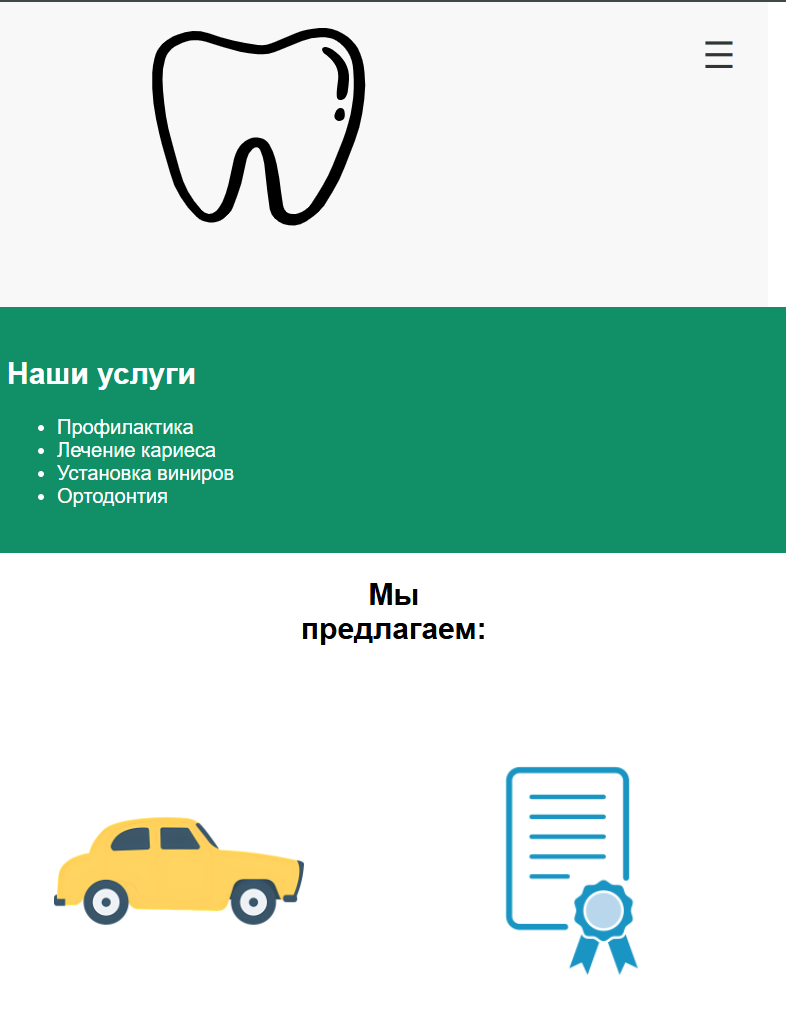 Наши услуги
Профилактика
Лечение кариеса
Установка виниров
Ортодонтия
Мы
предлагаем: